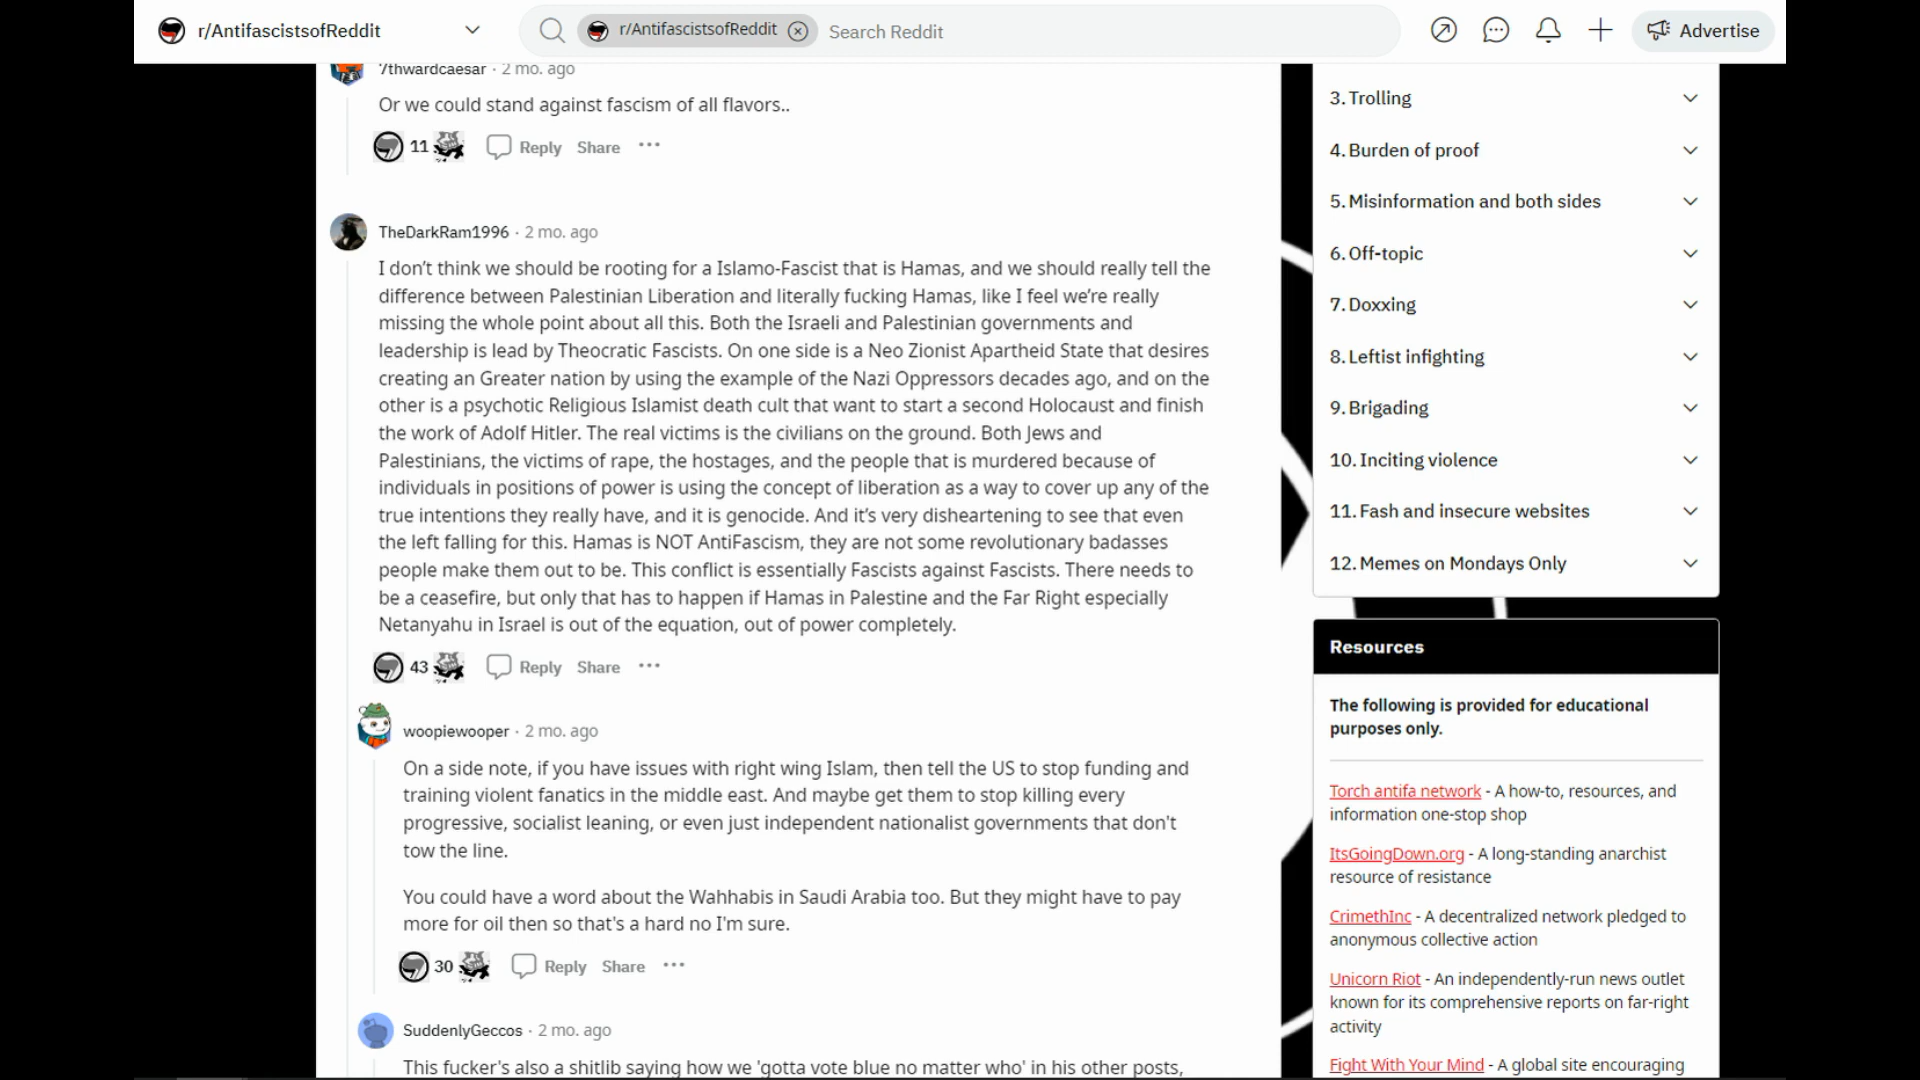 r/AntifascistsofReddit
r/AntifascistsofReddit Search Reddit
Advertise
7thwardcaesar · 2 mo. ago
Or we could stand against fascism of all flavors..
11 Reply Share ···
TheDarkRam1996 · 2 mo. ago
I don’t think we should be rooting for a Islamo-Fascist that is Hamas, and we should really tell the
difference between Palestinian Liberation and literally fucking Hamas, like I feel we’re really
missing the whole point about all this. Both the Israeli and Palestinian governments and
leadership is lead by Theocratic Fascists. On one side is a Neo Zionist Apartheid State that desires
creating an Greater nation by using the example of the Nazi Oppressors decades ago, and on the
other is a psychotic Religious Islamist death cult that want to start a second Holocaust and finish
the work of Adolf Hitler. The real victims is the civilians on the ground. Both Jews and
Palestinians, the victims of rape, the hostages, and the people that is murdered because of
individuals in positions of power is using the concept of liberation as a way to cover up any of the
true intentions they really have, and it is genocide. And it’s very disheartening to see that even
the left falling for this. Hamas is NOT AntiFascism, they are not some revolutionary badasses
people make them out to be. This conflict is essentially Fascists against Fascists. There needs to
be a ceasefire, but only that has to happen if Hamas in Palestine and the Far Right especially
Netanyahu in Israel is out of the equation, out of power completely.
43 Reply Share ···
woopiewooper · 2 mo. ago
On a side note, if you have issues with right wing Islam, then tell the US to stop funding and
training violent fanatics in the middle east. And maybe get them to stop killing every
progressive, socialist leaning, or even just independent nationalist governments that don't
tow the line.
You could have a word about the Wahhabis in Saudi Arabia too. But they might have to pay
more for oil then so that's a hard no I'm sure.
30 Reply Share ···
SuddenlyGeccos · 2 mo. ago
This fucker's also a shitlib saying how we 'gotta vote blue no matter who' in his other posts,
3. Trolling
4. Burden of proof
5. Misinformation and both sides
6. Off-topic
7. Doxxing
8. Leftist infighting
9. Brigading
10. Inciting violence
11. Fash and insecure websites
12. Memes on Mondays Only
Resources
The following is provided for educational
purposes only.
Torch antifa network - A how-to, resources, and
information one-stop shop
ItsGoingDown.org - A long-standing anarchist
resource of resistance
CrimethInc - A decentralized network pledged to
anonymous collective action
Unicorn Riot - An independently-run news outlet
known for its comprehensive reports on far-right
activity
Fight With Your Mind - A global site encouraging